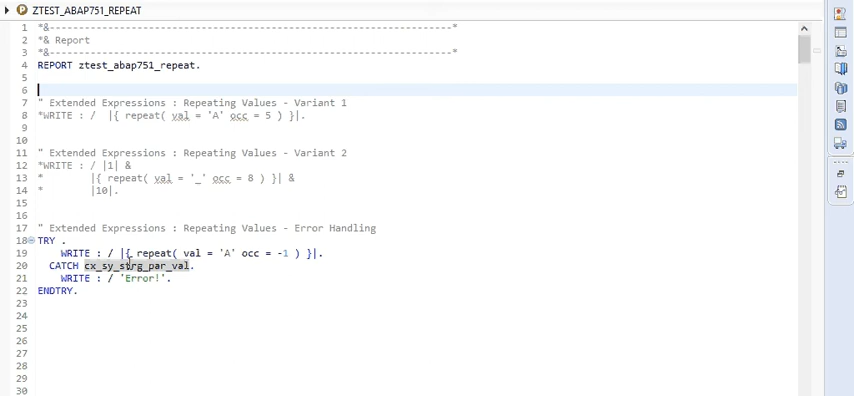 ZTEST_ABAP751_REPEAT
1 *&---------------------------------------------------------------------*
2 *& Report
3 *&---------------------------------------------------------------------*
4 REPORT ztest_abap751_repeat.
5
6
7 " Extended Expressions : Repeating Values - Variant 1
8 *WRITE : / |{ repeat( val = 'A' occ = 5 ) }|.
9
10
11 " Extended Expressions : Repeating Values - Variant 2
12 *WRITE : / |1| &
13 * |{ repeat( val = '_' occ = 8 ) }| &
14 * |10|.
15
16
17 " Extended Expressions : Repeating Values - Error Handling
18 TRY .
19 WRITE : / |{ repeat( val = 'A' occ = -1 ) }|.
20 CATCH cx_sy_strg_par_val.
21 WRITE : / 'Error!'.
22 ENDTRY.
23
24
25
26
27
28
29
30